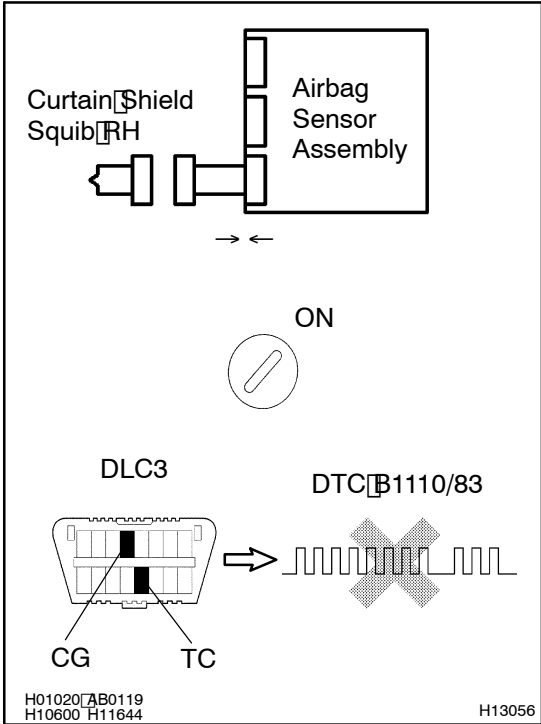 Curtain Shield
Squib RH
Airbag
Sensor
Assembly
ON
DLC3
DTC B1110/83
CG
TC
H01020 AB0119
H10600 H11644
H13056